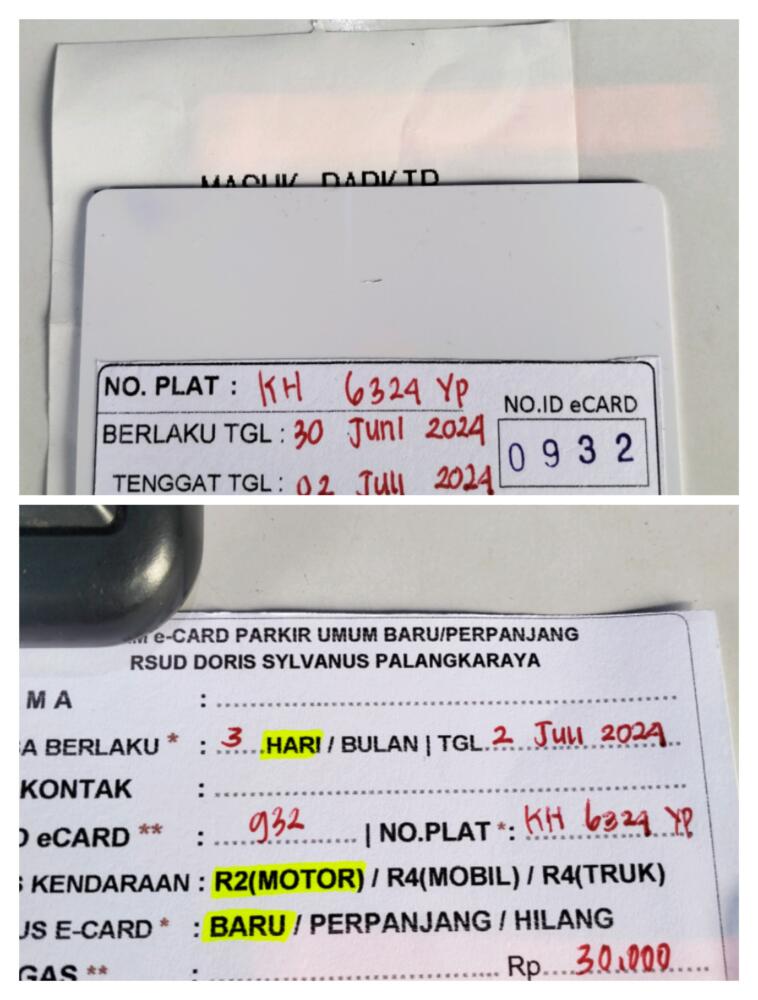 MASUK PARKIR
NO. PLAT : KH 6324 YP
NO.ID eCARD
BERLAKU TGL : 30 JUNI 2024
0932
TENGGAT TGL : 02 JULI 2024
e-CARD PARKIR UMUM BARU/PERPANJANG
RSUD DORIS SYLVANUS PALANGKARAYA
M A :
A BERLAKU * : 3 HARI / BULAN | TGL. 2 Juli 2024
KONTAK :
D eCARD ** : 932 | NO.PLAT *: KH 6324 YP
S KENDARAAN : R2(MOTOR) / R4(MOBIL) / R4(TRUK)
US E-CARD * : BARU / PERPANJANG / HILANG
GAS ** : Rp. 30.000